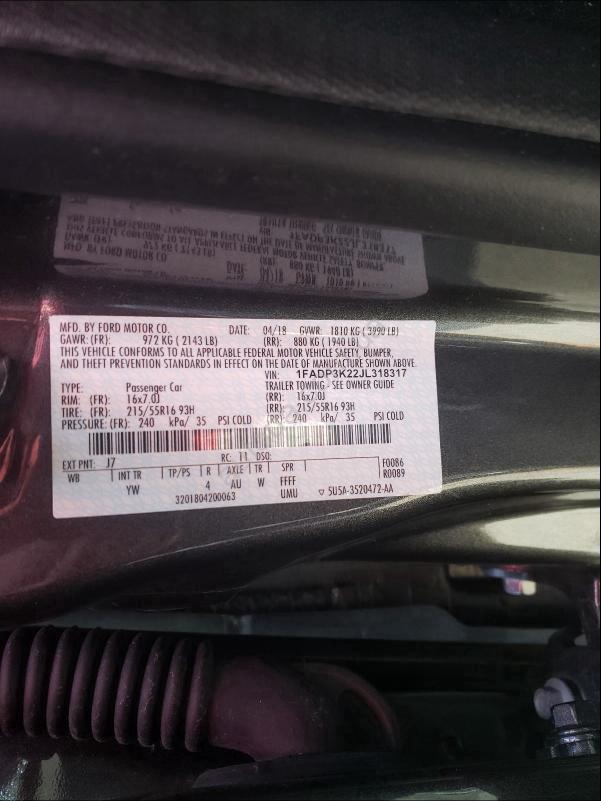 MFD. BY FORD MOTOR CO. DATE: 04/18 GVWR: 1810 KG ( 3990 LB)
GAWR: (FR): 972 KG ( 2143 LB) (RR): 880 KG ( 1940 LB)
THIS VEHICLE CONFORMS TO ALL APPLICABLE FEDERAL MOTOR VEHICLE SAFETY, BUMPER,
AND THEFT PREVENTION STANDARDS IN EFFECT ON THE DATE OF MANUFACTURE SHOWN ABOVE.
VIN: 1FADP3K22JL318317
TYPE: Passenger Car TRAILER TOWING - SEE OWNER GUIDE
RIM: (FR): 16x7.0J (RR): 16x7.0J
TIRE: (FR): 215/55R16 93H (RR): 215/55R16 93H
PRESSURE: (FR): 240 kPa/ 35 PSI COLD (RR): 240 kPa/ 35 PSI COLD
EXT PNT: J7 RC: 11 DSO: F0086
WB INT TR TP/PS R AXLE TR SPR R0089
YW 4 AU W FFFF
3201804200063 UMU 5U5A-3520472-AA